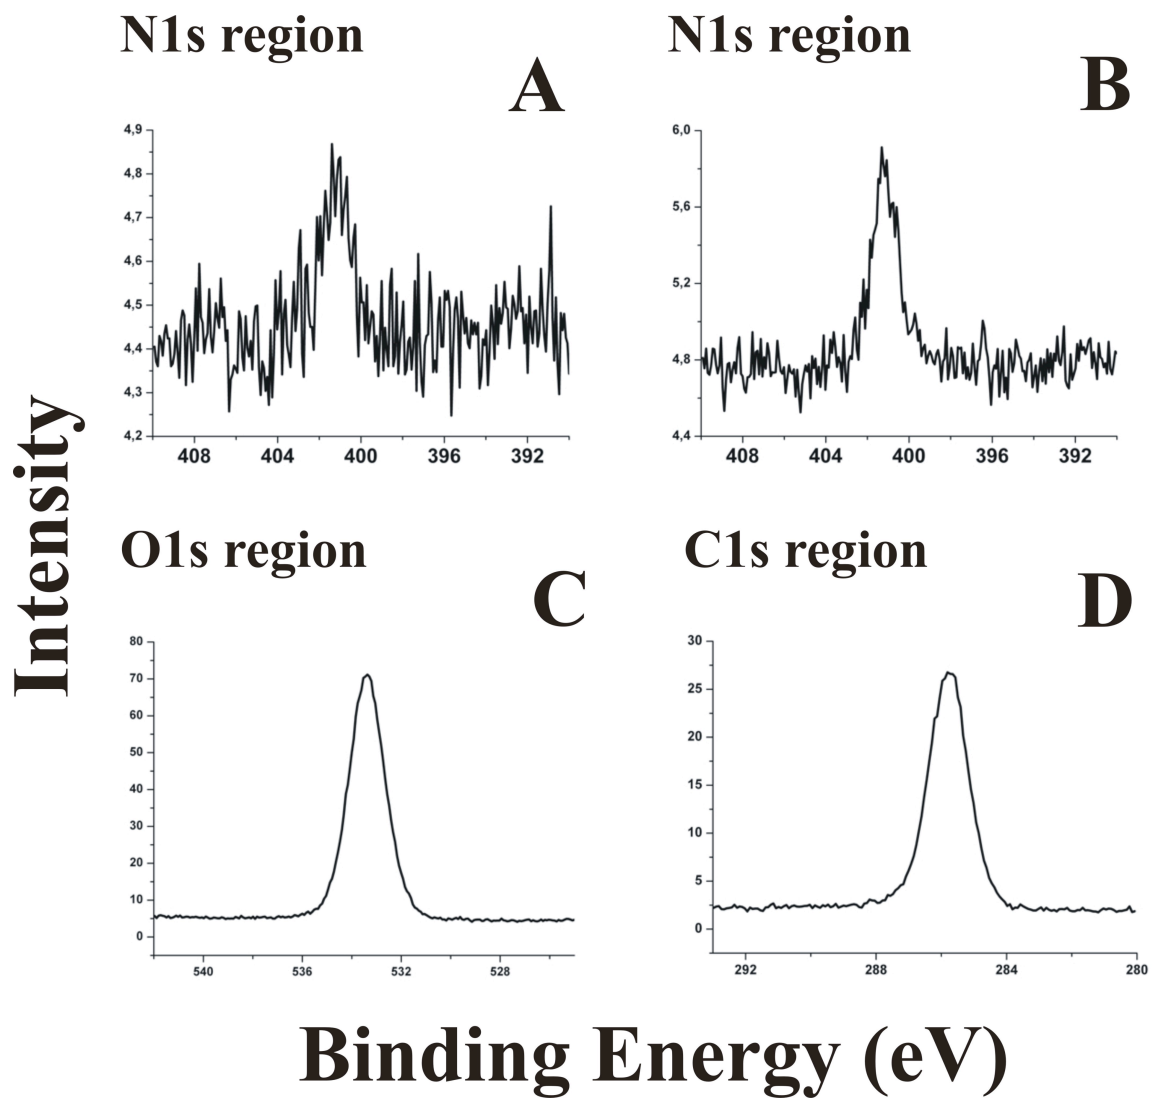 N1s region
N1s region
A
B
4,9
4,8
4,7
4,6
4,5
4,4
4,3
4,2
408 404 400 396 392
6,0
5,6
5,2
4,8
4,4
408 404 400 396 392
Intensity
O1s region
C1s region
C
D
80
70
60
50
40
30
20
10
0
540 536 532 528
30
25
20
15
10
5
0
292 288 284 280
Binding Energy (eV)